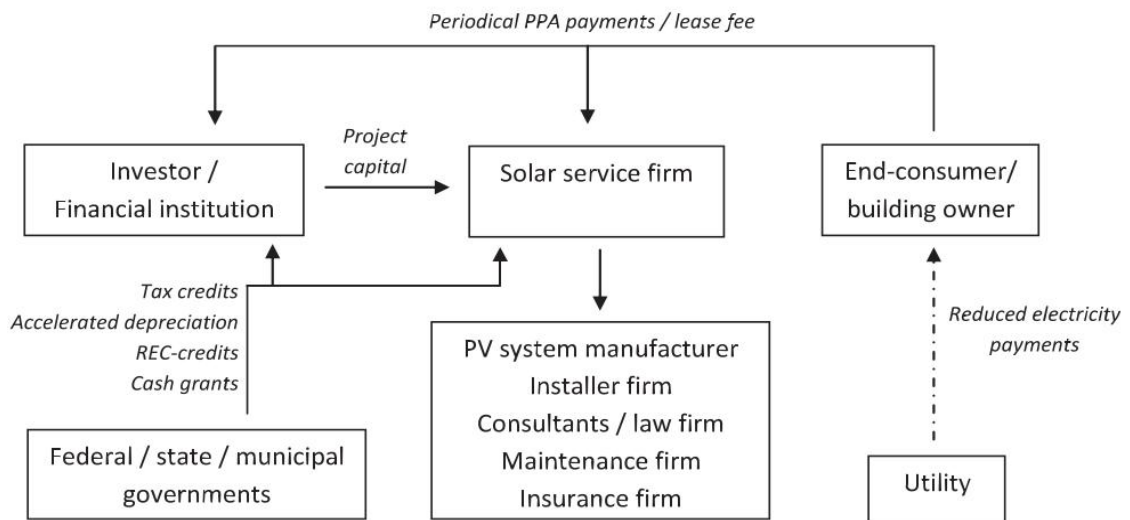 Periodical PPA payments / lease fee
Project
capital
Investor /
Financial institution
Solar service firm
End-consumer/
building owner
Tax credits
Accelerated depreciation
REC-credits
Cash grants
Reduced electricity
payments
PV system manufacturer
Installer firm
Consultants / law firm
Maintenance firm
Insurance firm
Federal / state / municipal
governments
Utility